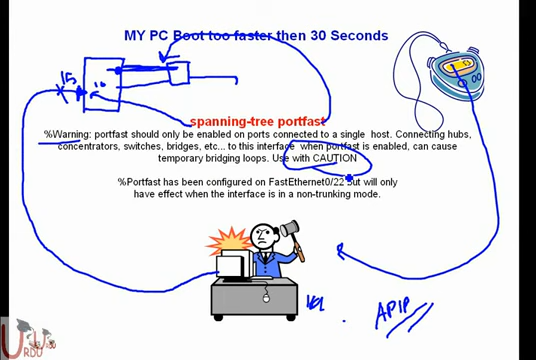 MY PC Boot too faster then 30 Seconds
15
10
spanning-tree portfast
%Warning: portfast should only be enabled on ports connected to a single host. Connecting hubs,
concentrators, switches, bridges, etc... to this interface when portfast is enabled, can cause
temporary bridging loops. Use with CAUTION
%Portfast has been configured on FastEthernet0/22 but will only
have effect when the interface is in a non-trunking mode.
APIP
URDU